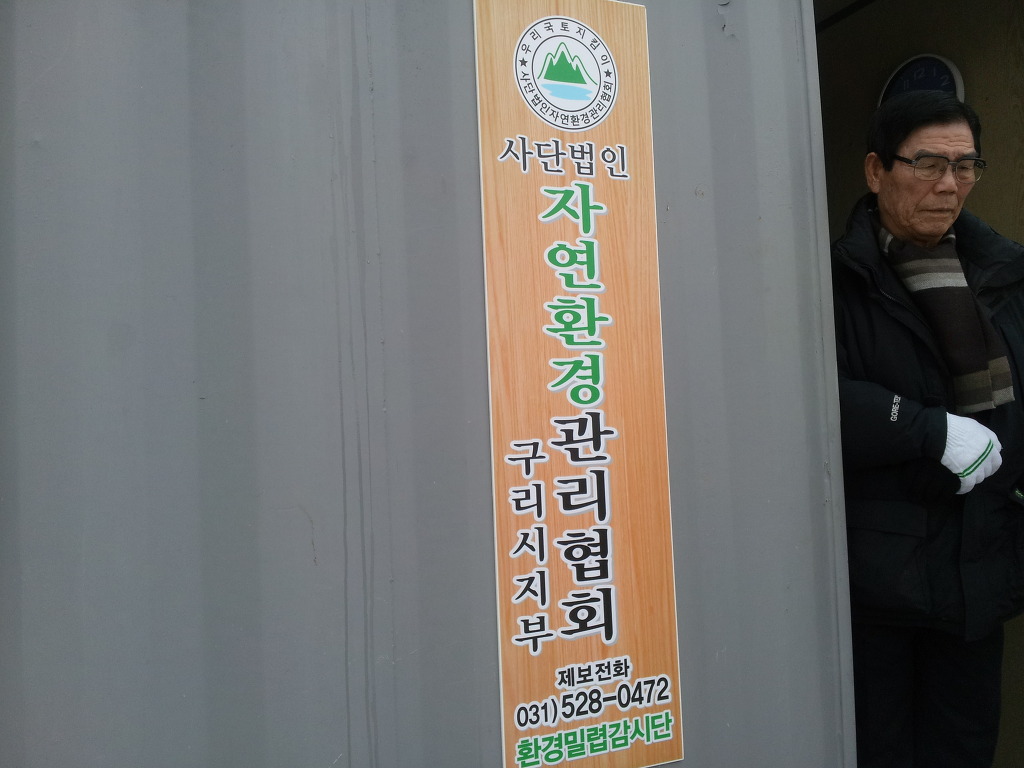 우리국토지킴이
★사단법인자연환경관리협회★
사단법인
자연환경관리협회
구리시지부
제보전화
031)528-0472
환경밀렵감시단
GORE-TEX